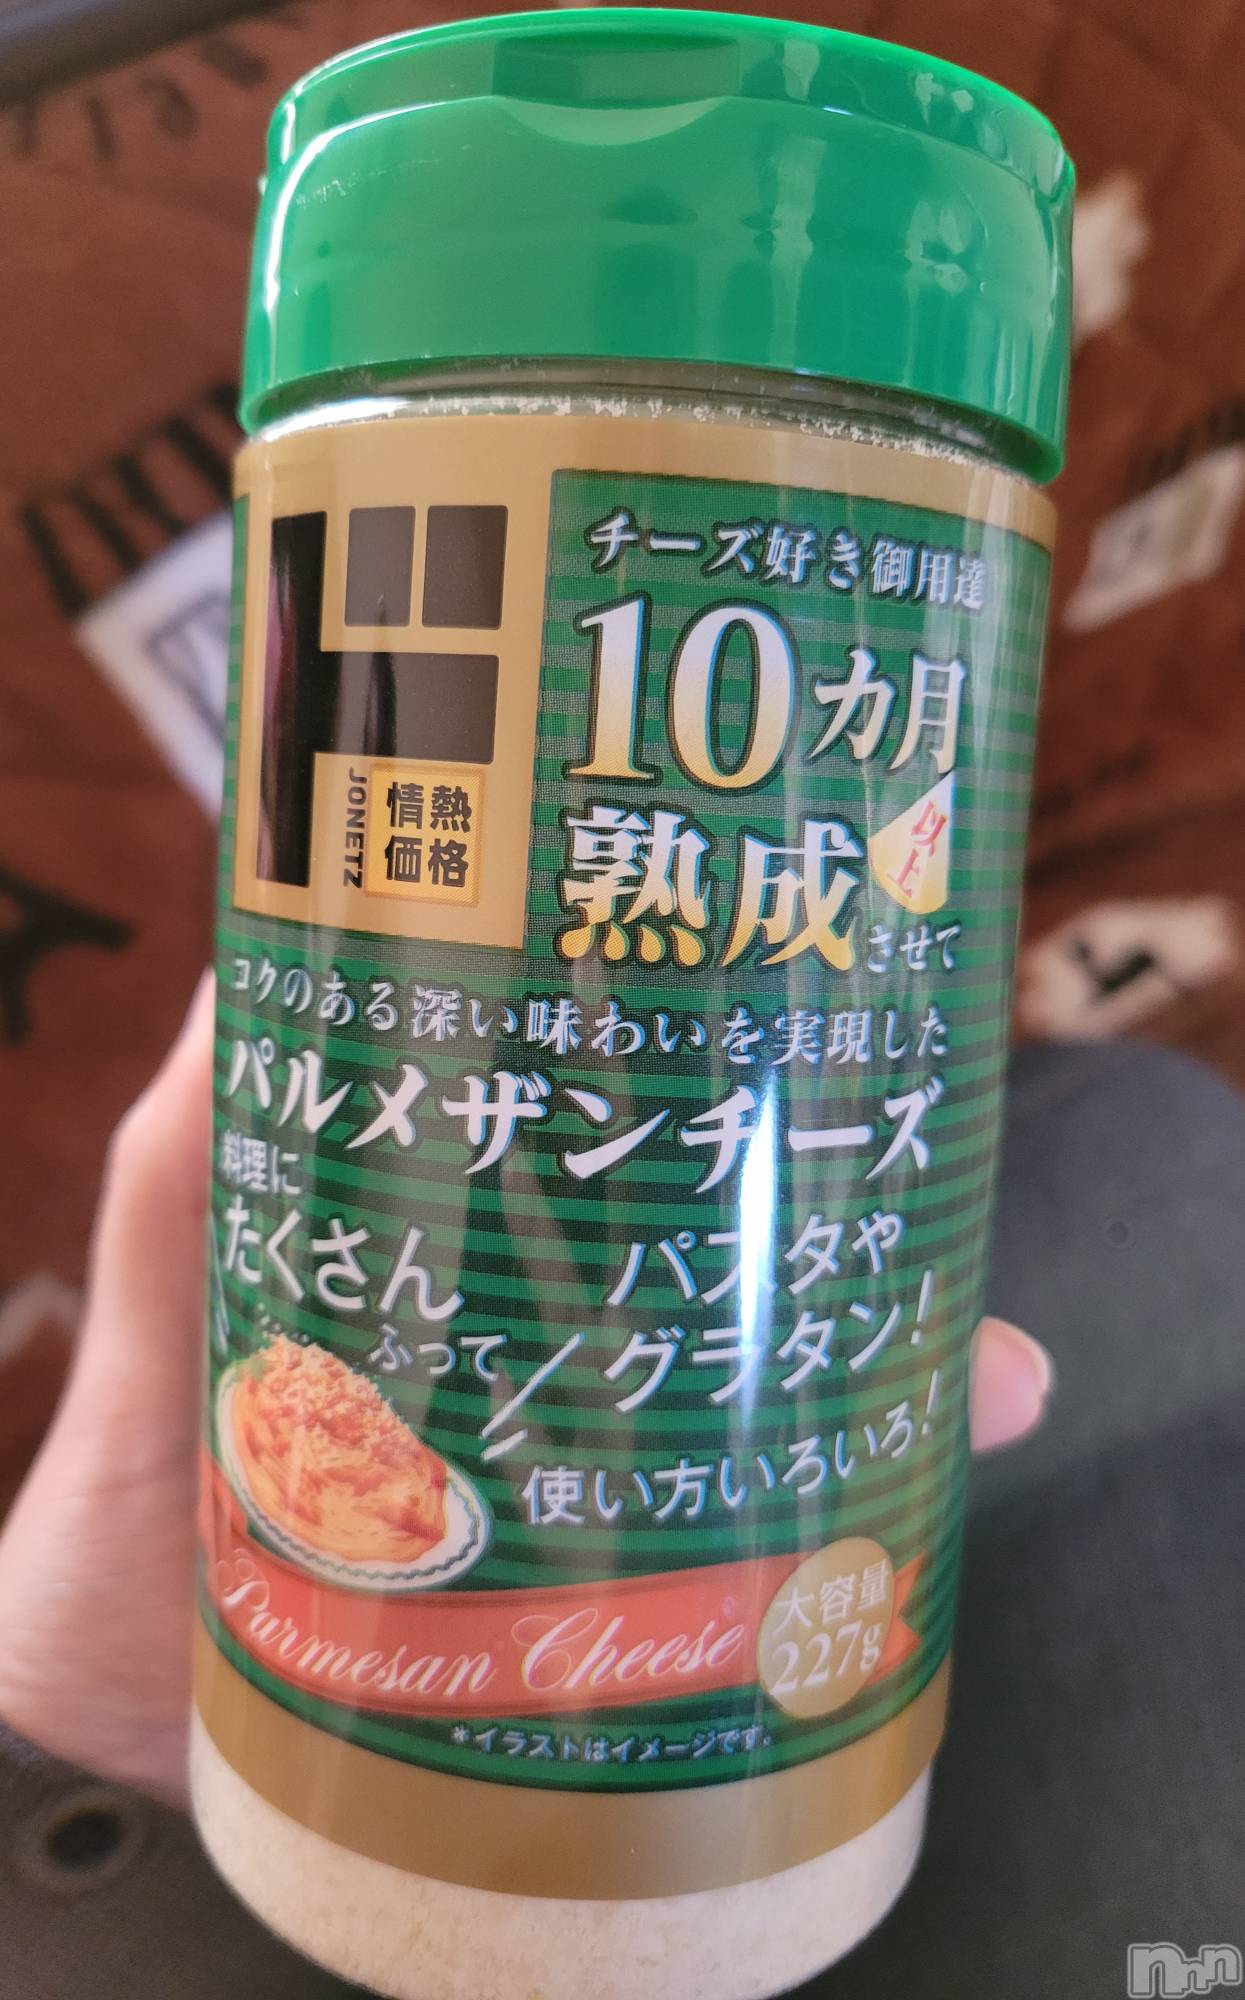 チーズ好き御用達
10カ月
以上
熟成させて
ド
JONETZ
情熱
価格
コクのある深い味わいを実現した
パルメザンチーズ
料理に
たくさん
ふって
パスタや
グラタン!
使い方いろいろ!
Parmesan Cheese
大容量
227g
*イラストはイメージです。
nnn